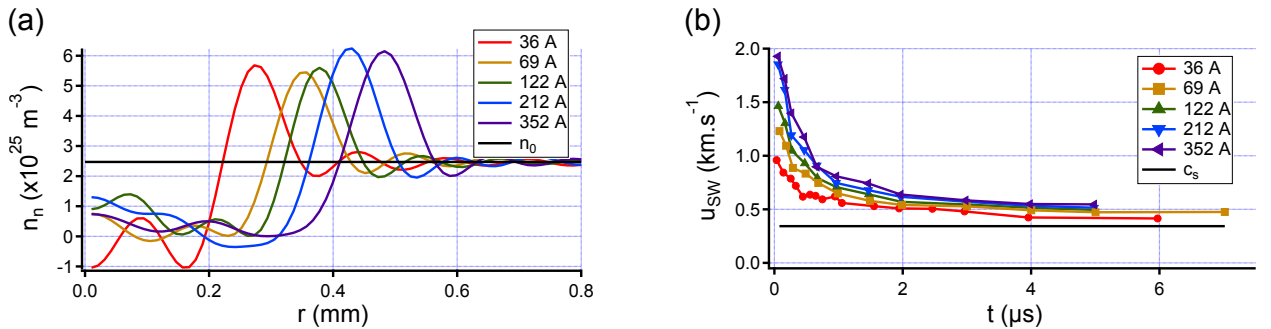 (a)
n_n (x10^25 m^-3)
6
5
4
3
2
1
0
-1
0.0 0.2 0.4 0.6 0.8
r (mm)
36 A
69 A
122 A
212 A
352 A
n_0
(b)
u_SW (km.s^-1)
2.0
1.5
1.0
0.5
0.0
0 2 4 6
t (µs)
36 A
69 A
122 A
212 A
352 A
c_s